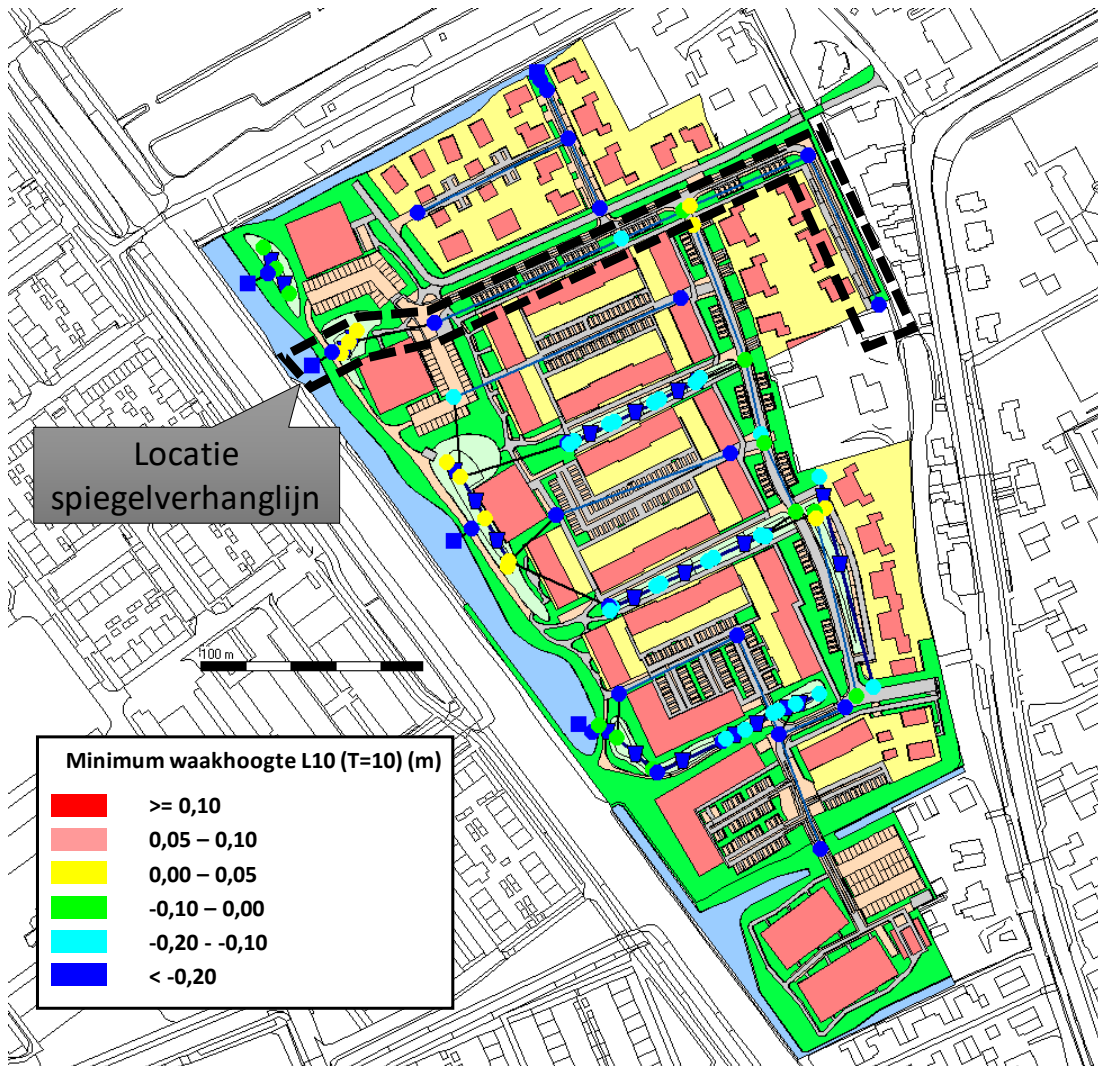 Locatie
spiegelverhanglijn
100 m
Minimum waakhoogte L10 (T=10) (m)
>= 0,10
0,05 – 0,10
0,00 – 0,05
-0,10 – 0,00
-0,20 - -0,10
< -0,20